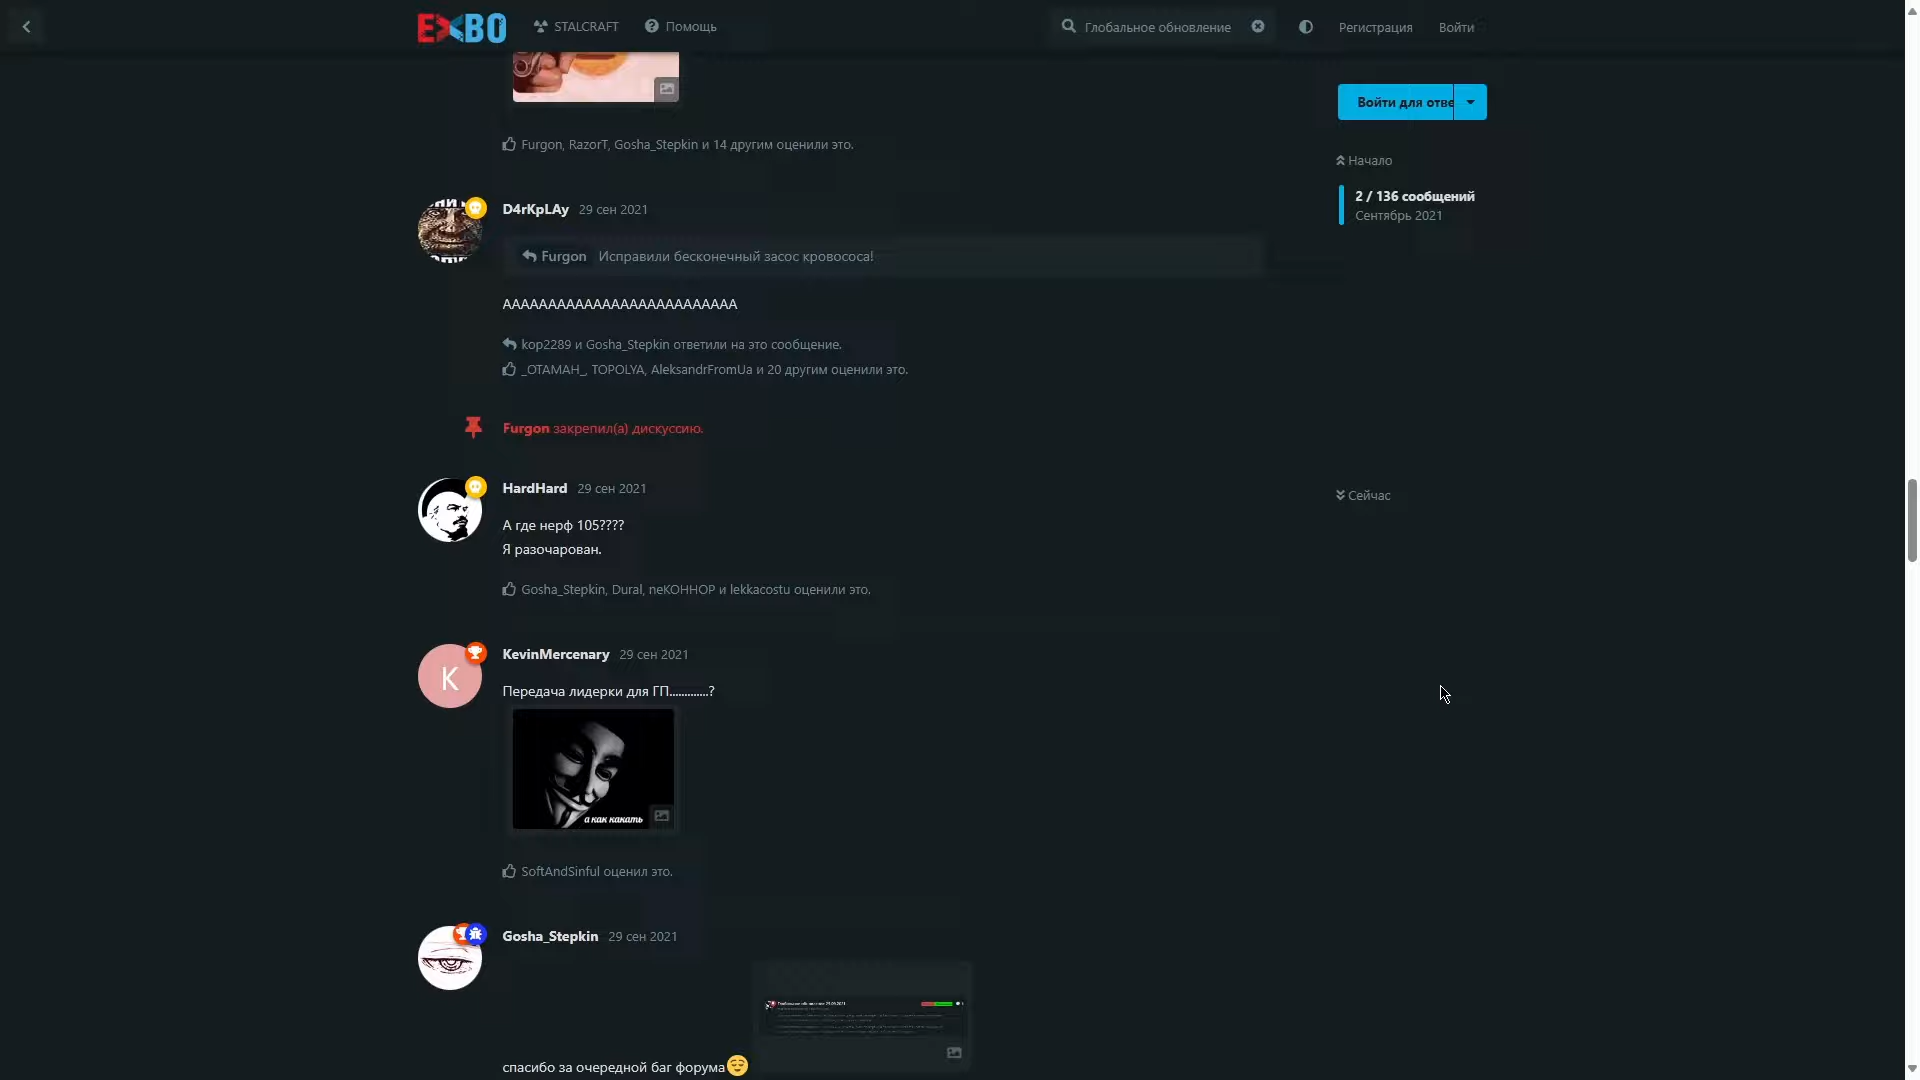 EXBO
STALCRAFT
Помощь
Глобальное обновление
Регистрация
Войти
Войти для отве
Furgon, RazorT, Gosha_Stepkin и 14 другим оценили это.
Начало
2 / 136 сообщений
Сентябрь 2021
D4rKpLAy 29 сен 2021
Furgon Исправили бесконечный засос кровососа!
АААААААААААААААААААААААААА
kop2289 и Gosha_Stepkin ответили на это сообщение.
_OTAMAH_, TOPOLYA, AleksandrFromUa и 20 другим оценили это.
Furgon закрепил(а) дискуссию.
HardHard 29 сен 2021
Сейчас
А где нерф 105????
Я разочарован.
Gosha_Stepkin, Dural, neKOHHOP и lekkacostu оценили это.
K
KevinMercenary 29 сен 2021
Передача лидерки для ГП.............?
а как какать
SoftAndSinful оценил это.
Gosha_Stepkin 29 сен 2021
спасибо за очередной баг форума